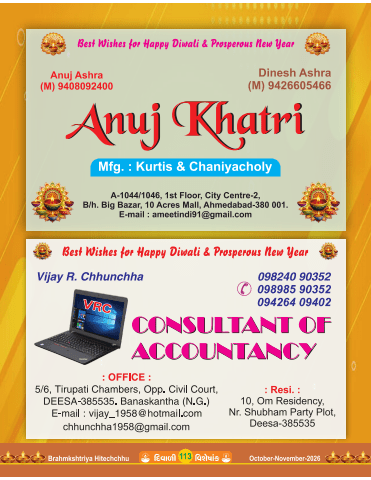 Best Wishes for Happy Diwali & Prosperous New Year
Anuj Ashra
(M) 9408092400
Dinesh Ashra
(M) 9426605466
Anuj Khatri
Mfg. : Kurtis & Chaniyacholy
A-1044/1046, 1st Floor, City Centre-2,
B/h. Big Bazar, 10 Acres Mall, Ahmedabad-380 001.
E-mail : ameetindi91@gmail.com
Best Wishes for Happy Diwali & Prosperous New Year
Vijay R. Chhunchha
098240 90352
098985 90352
094264 09402
VRC
CONSULTANT OF
ACCOUNTANCY
: OFFICE :
5/6, Tirupati Chambers, Opp. Civil Court,
DEESA-385535. Banaskantha (N.G.)
E-mail : vijay_1958@hotmail.com
chhunchha1958@gmail.com
: Resi. :
10, Om Residency,
Nr. Shubham Party Plot,
Deesa-385535
Brahmkshtriya Hitechchhu
દિવાળી 113 વિશેષાંક
October-November-2026